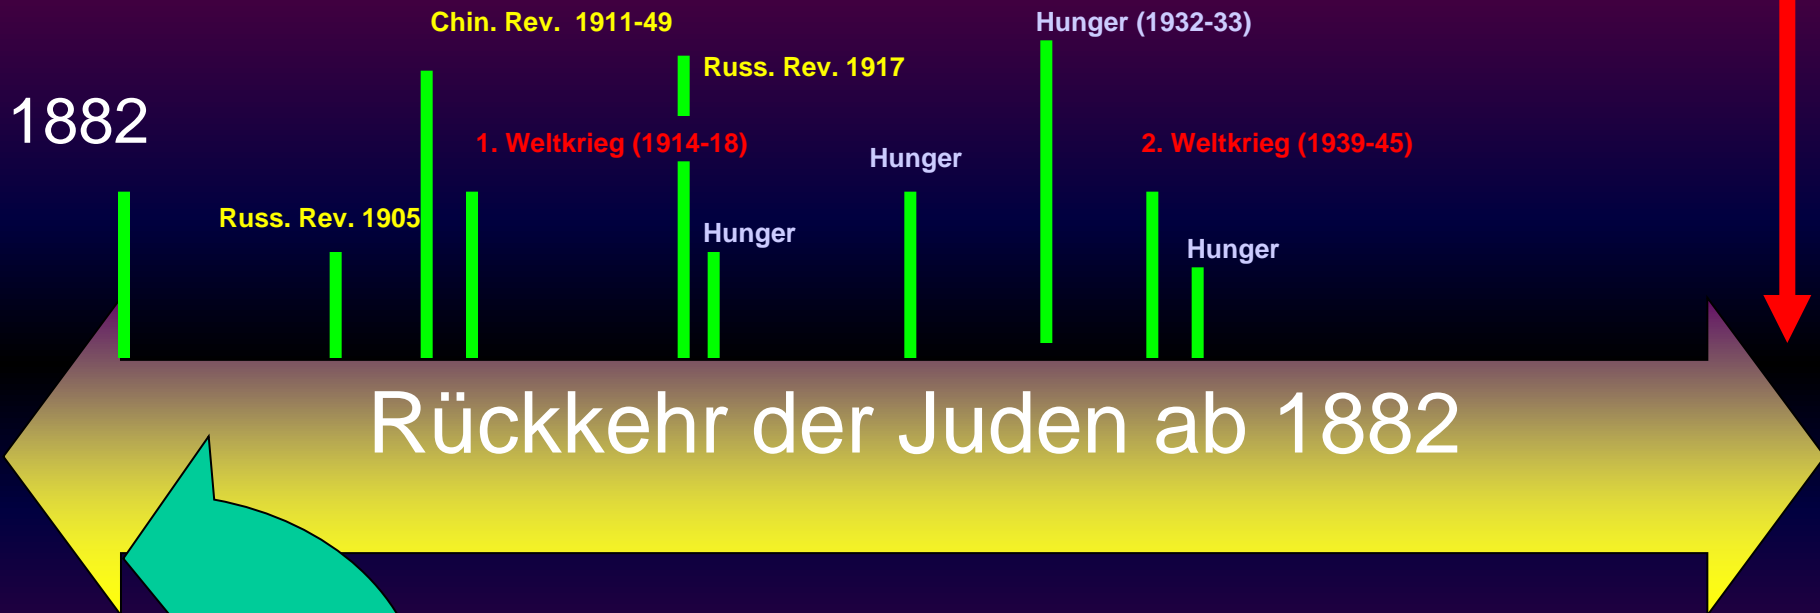 Chin. Rev. 1911-49
Hunger (1932-33)
Russ. Rev. 1917
1882
1. Weltkrieg (1914-18)
2. Weltkrieg (1939-45)
Hunger
Russ. Rev. 1905
Hunger
Hunger
Rückkehr der Juden ab 1882